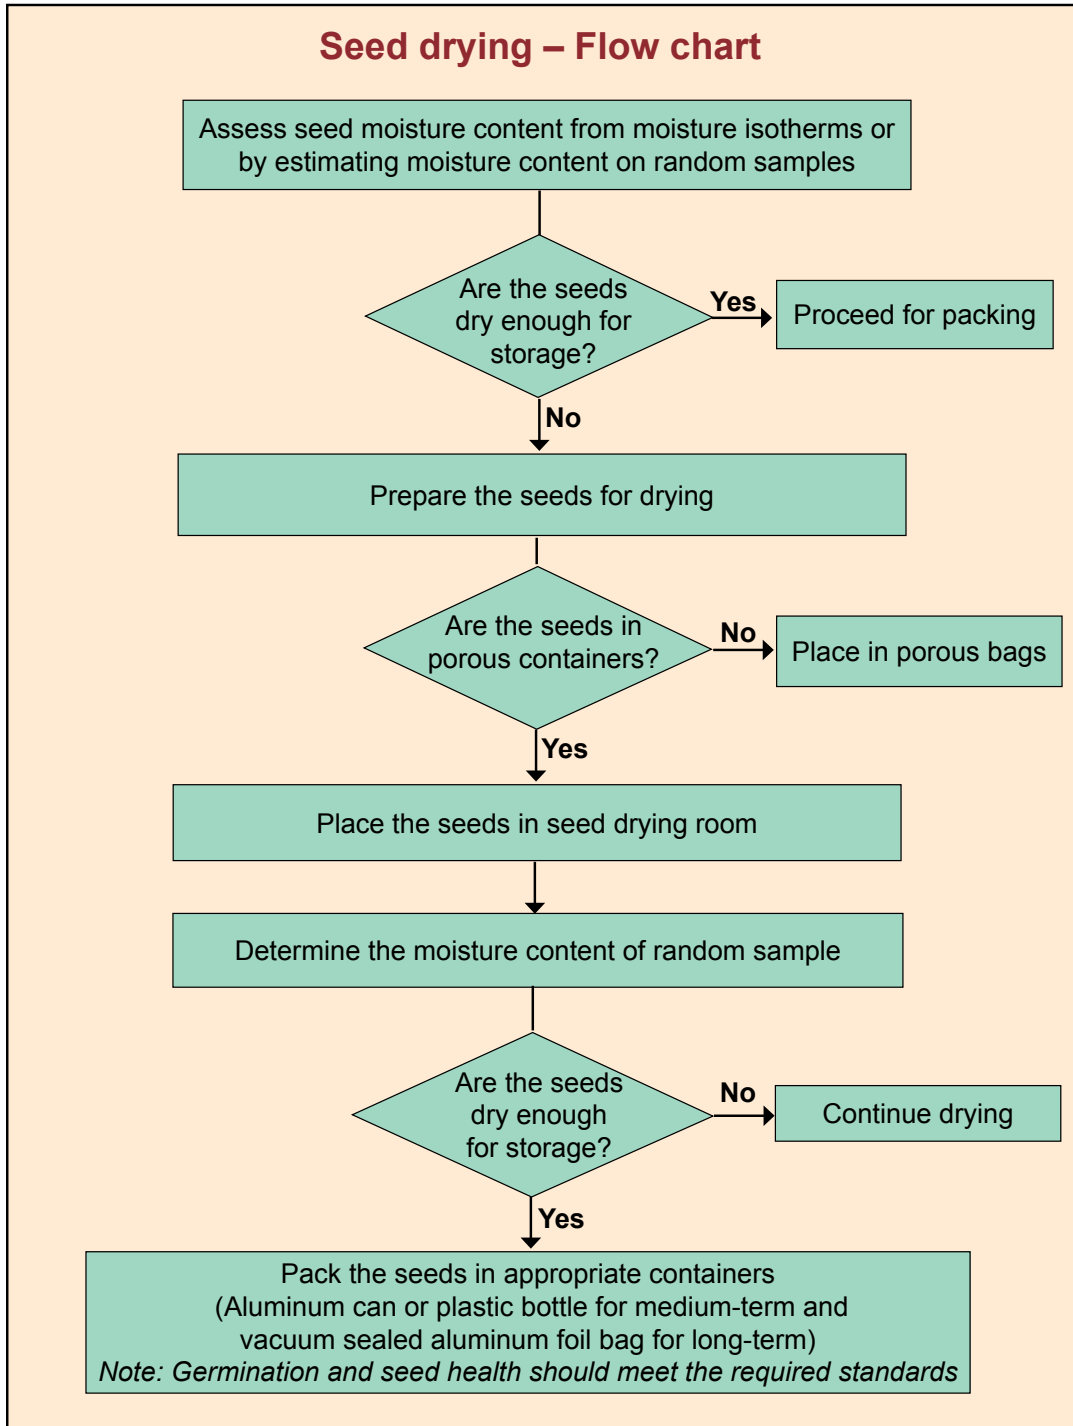 Seed drying – Flow chart
Assess seed moisture content from moisture isotherms or
by estimating moisture content on random samples
Are the seeds
dry enough for
storage?
Yes
Proceed for packing
No
Prepare the seeds for drying
Are the seeds in
porous containers?
No
Place in porous bags
Yes
Place the seeds in seed drying room
Determine the moisture content of random sample
Are the seeds
dry enough
for storage?
No
Continue drying
Yes
Pack the seeds in appropriate containers
(Aluminum can or plastic bottle for medium-term and
vacuum sealed aluminum foil bag for long-term)
Note: Germination and seed health should meet the required standards